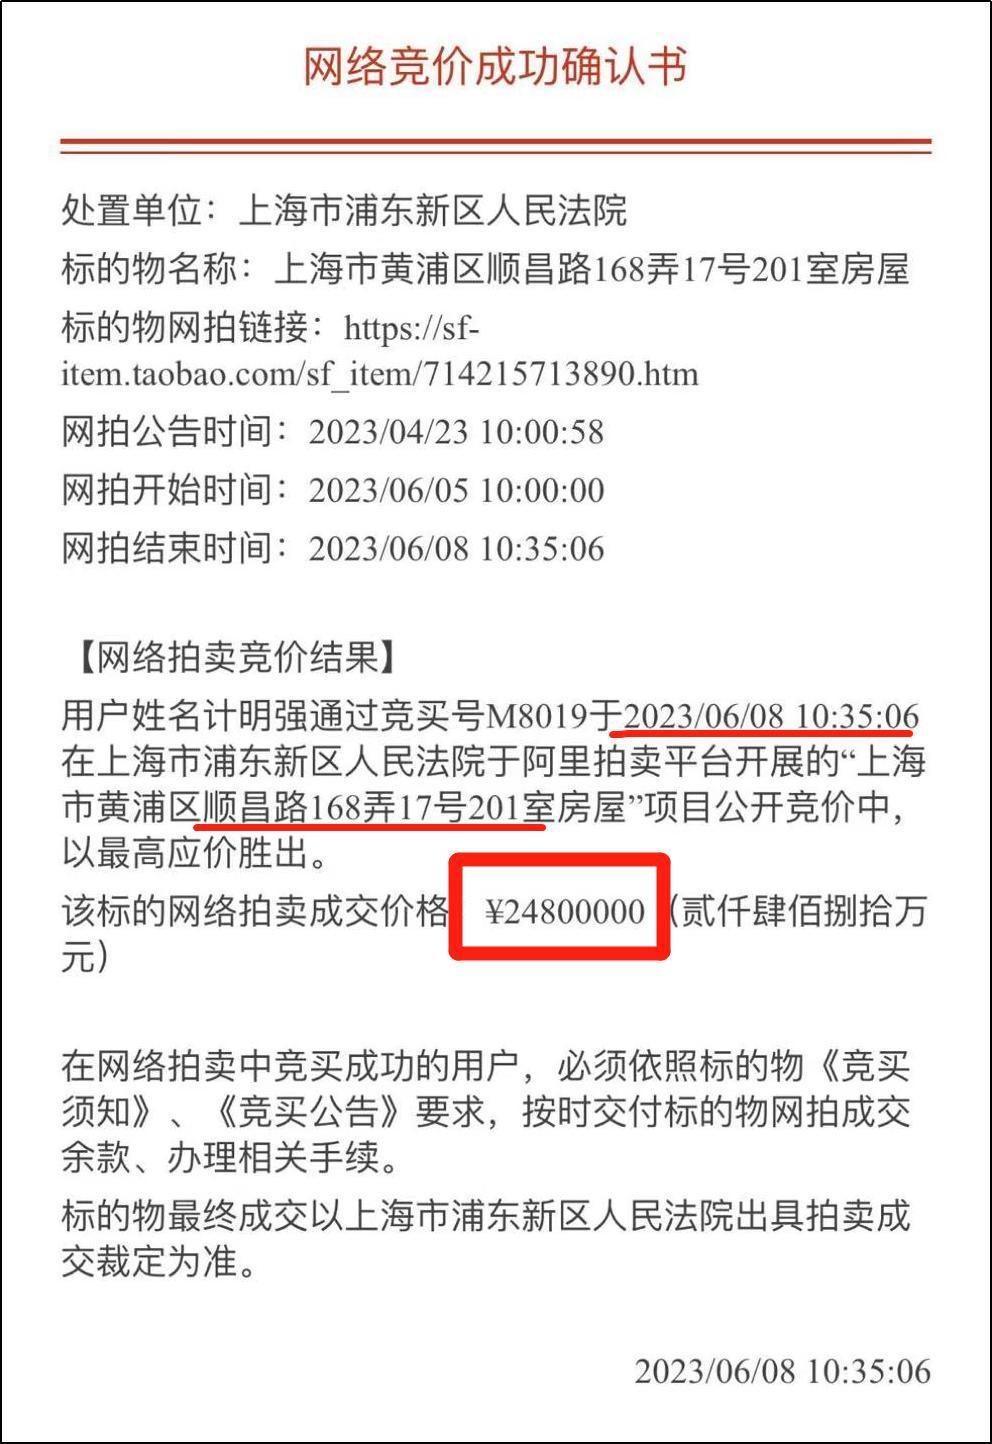 网络竞价成功确认书
处置单位：上海市浦东新区人民法院
标的物名称：上海市黄浦区顺昌路168弄17号201室房屋
标的物网拍链接：https://sf-
item.taobao.com/sf_item/714215713890.htm
网拍公告时间：2023/04/23 10:00:58
网拍开始时间：2023/06/05 10:00:00
网拍结束时间：2023/06/08 10:35:06
【网络拍卖竞价结果】
用户姓名计明强通过竞买号M8019于2023/06/08 10:35:06
在上海市浦东新区人民法院于阿里拍卖平台开展的“上海
市黄浦区顺昌路168弄17号201室房屋”项目公开竞价中，
以最高应价胜出。
该标的网络拍卖成交价格 ¥24800000（贰仟肆佰捌拾万
元）
在网络拍卖中竞买成功的用户，必须依照标的物《竞买
须知》、《竞买公告》要求，按时交付标的物网拍成交
余款、办理相关手续。
标的物最终成交以上海市浦东新区人民法院出具拍卖成
交裁定为准。
2023/06/08 10:35:06